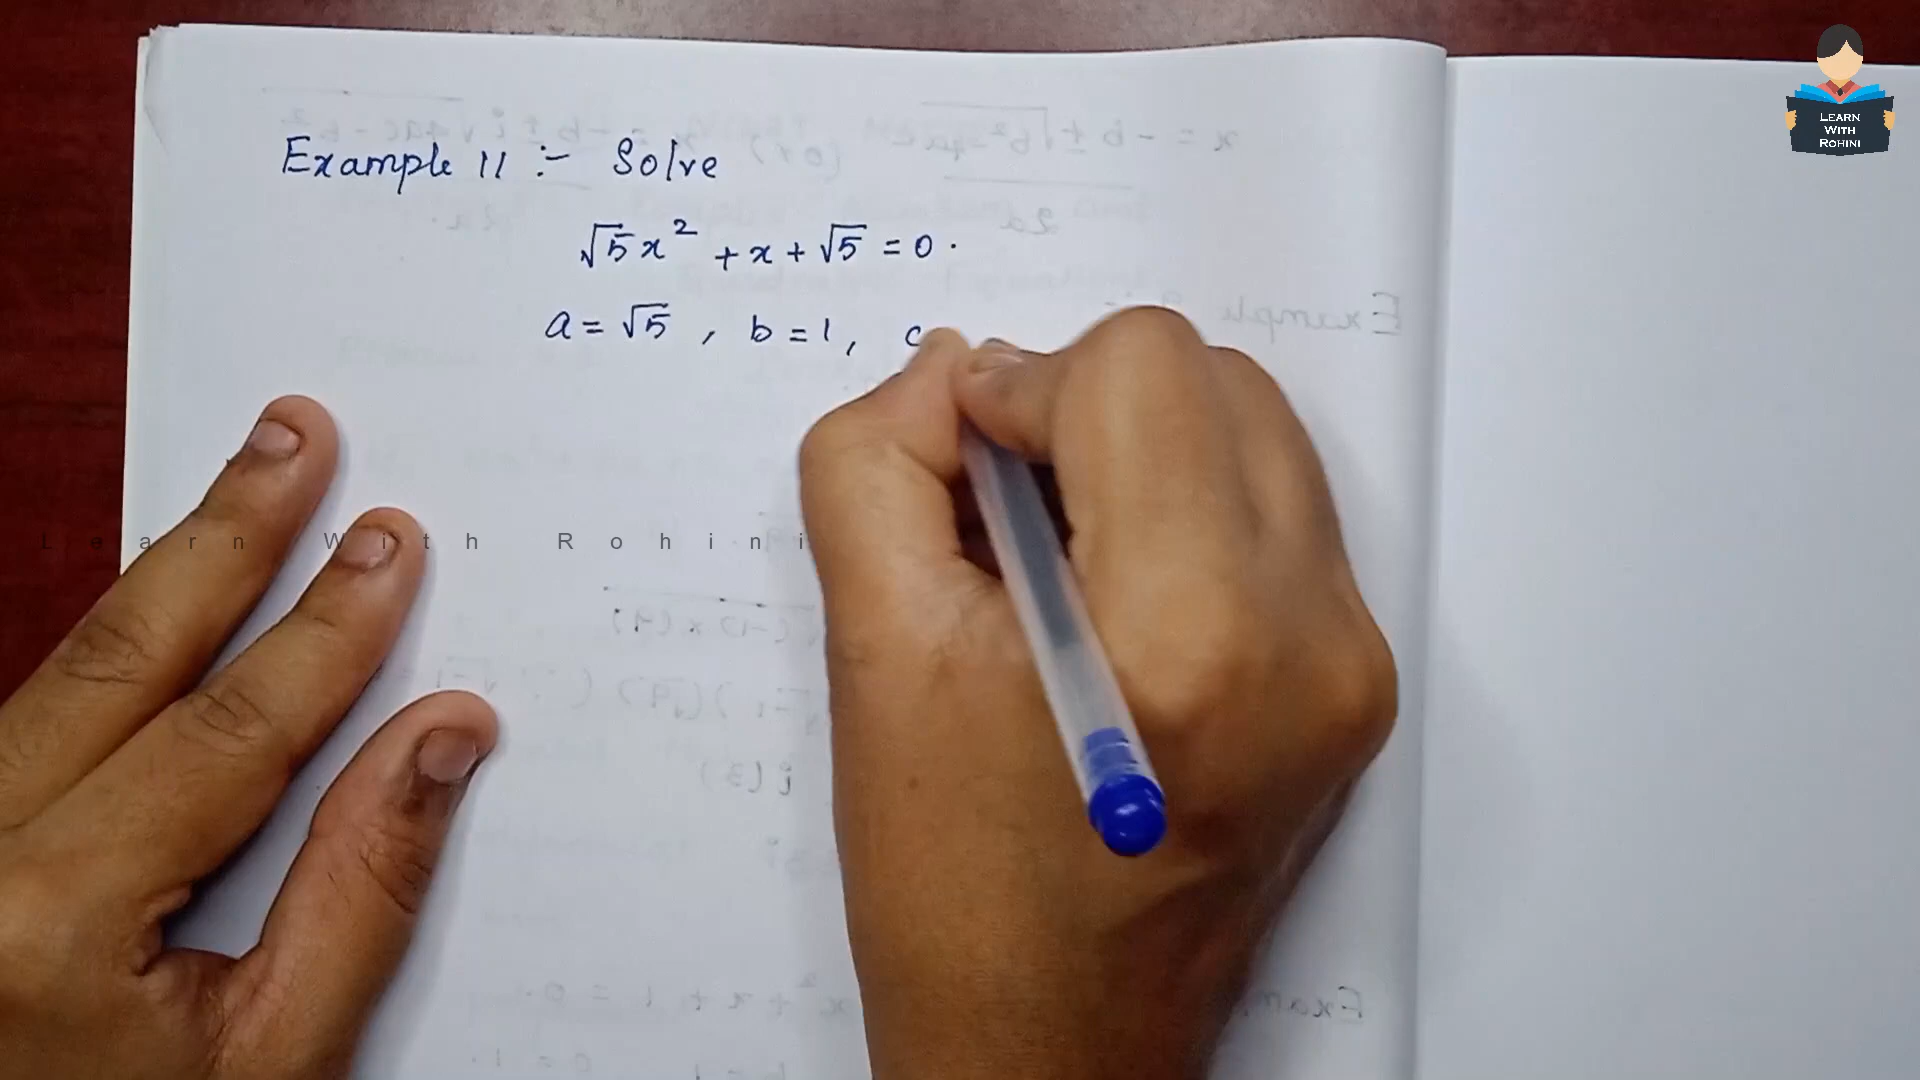 Example 11 :- Solve
√5x² + x + √5 = 0.
a = √5 , b = 1, c
Learn With Rohini
LEARN
WITH
ROHINI